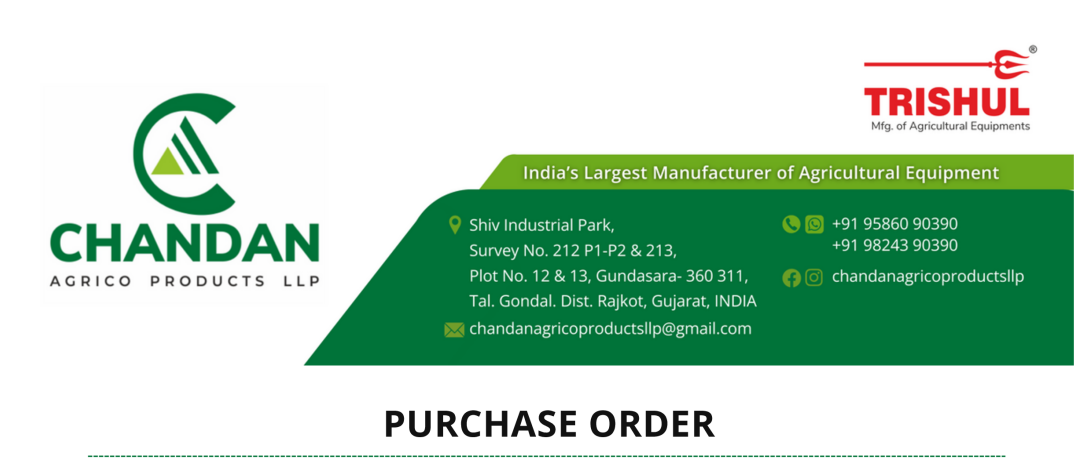 TRISHUL®
Mfg. of Agricultural Equipments
CHANDAN
AGRICO PRODUCTS LLP
India's Largest Manufacturer of Agricultural Equipment
Shiv Industrial Park,
Survey No. 212 P1-P2 & 213,
Plot No. 12 & 13, Gundasara- 360 311,
Tal. Gondal. Dist. Rajkot, Gujarat, INDIA
chandanagricoproductsllp@gmail.com
+91 95860 90390
+91 98243 90390
chandanagricoproductsllp
PURCHASE ORDER